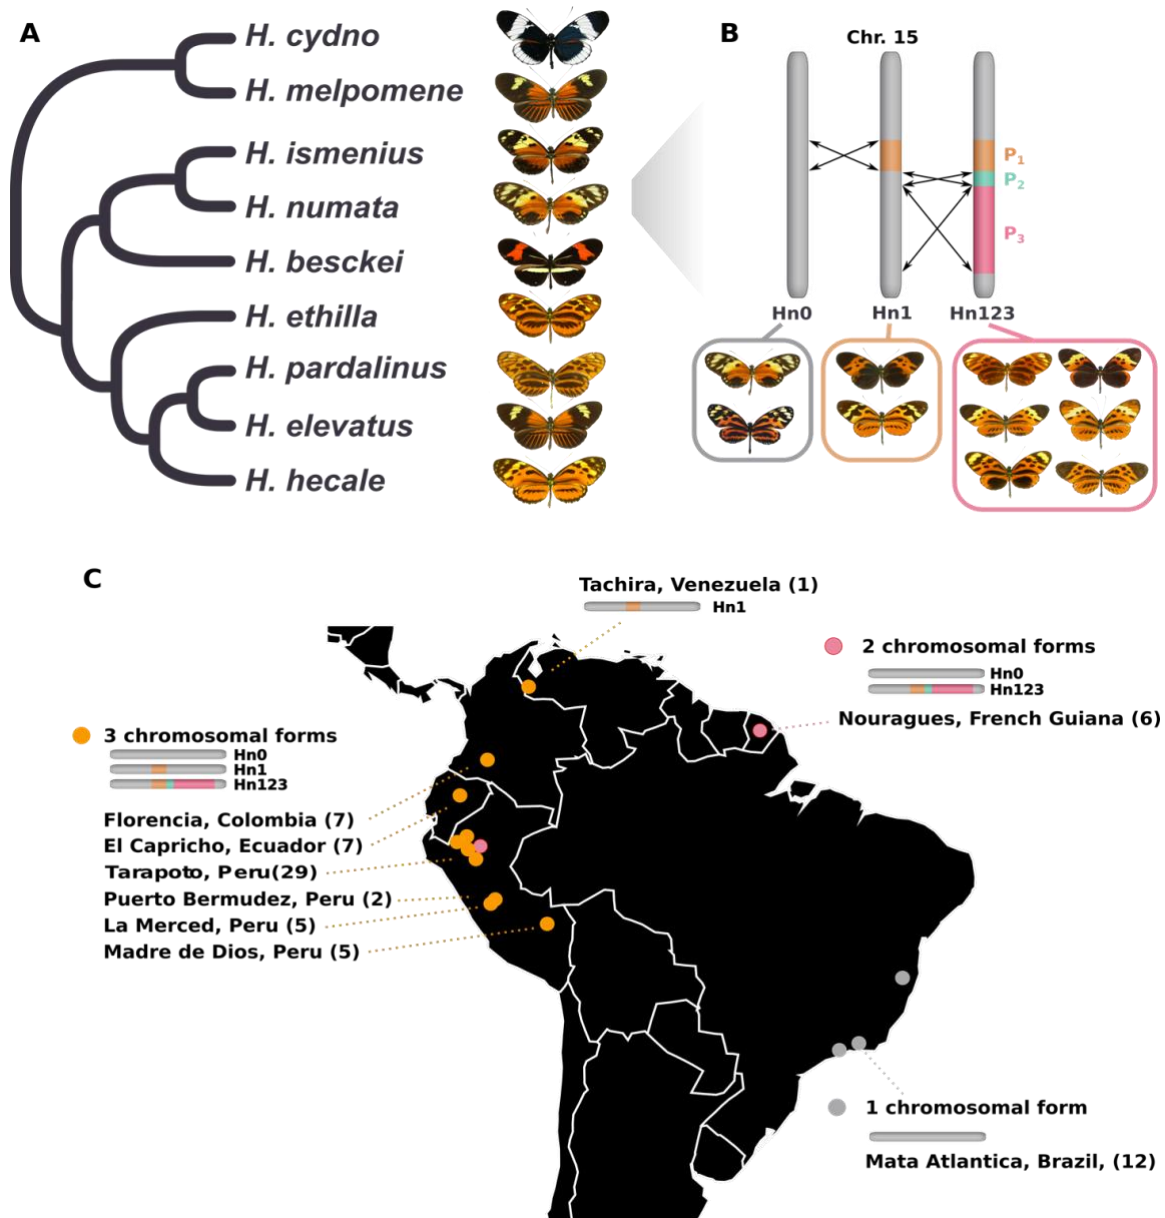 A
H. cydno
H. melpomene
H. ismenius
H. numata
H. besckei
H. ethilla
H. pardalinus
H. elevatus
H. hecale
B
Chr. 15
P1
P2
P3
Hn0 Hn1 Hn123
C
Tachira, Venezuela (1)
Hn1
2 chromosomal forms
Hn0
Hn123
Nouragues, French Guiana (6)
3 chromosomal forms
Hn0
Hn1
Hn123
Florencia, Colombia (7)
El Capricho, Ecuador (7)
Tarapoto, Peru(29)
Puerto Bermudez, Peru (2)
La Merced, Peru (5)
Madre de Dios, Peru (5)
1 chromosomal form
Mata Atlantica, Brazil, (12)